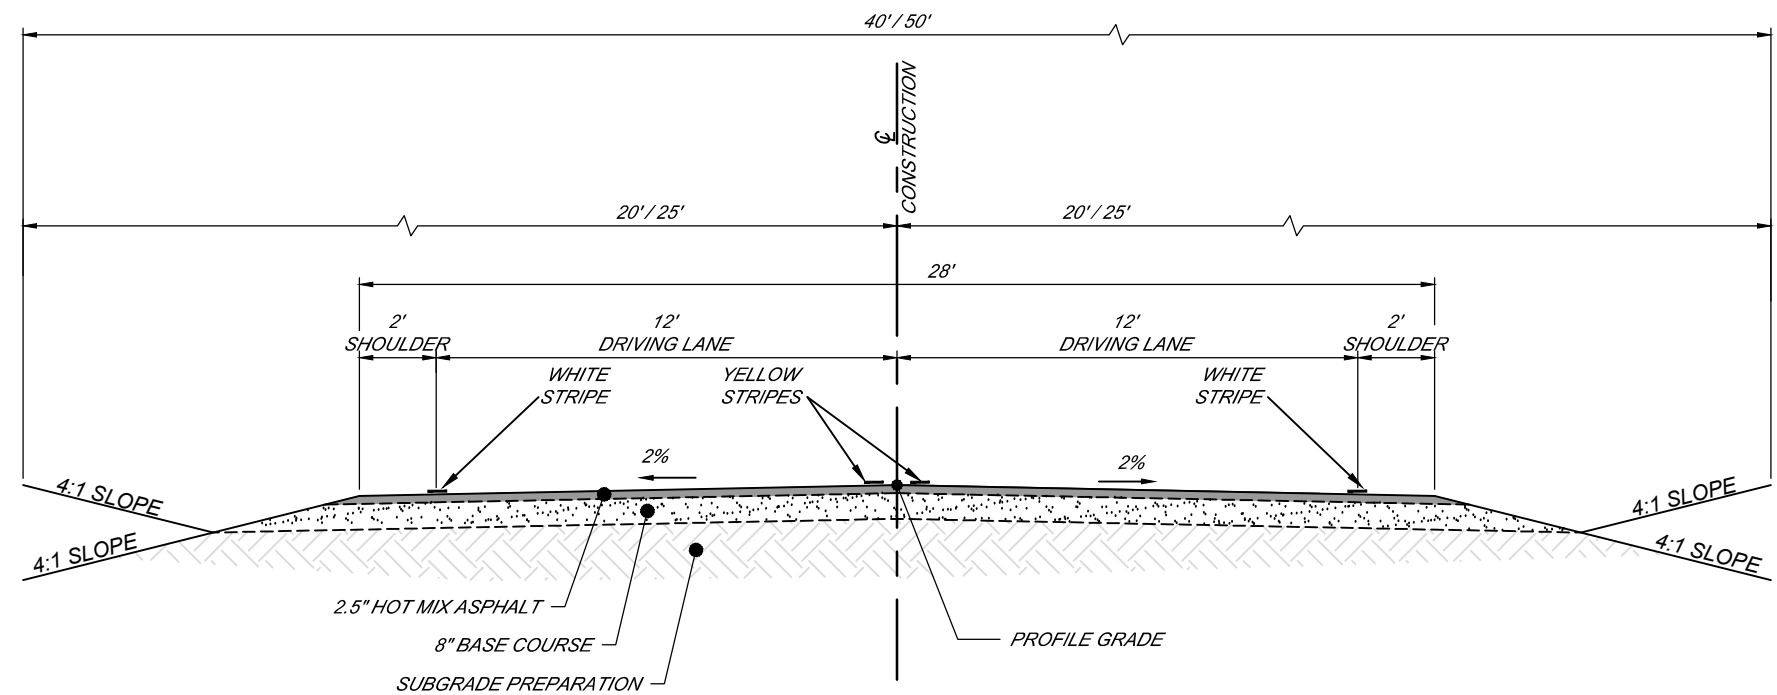 40' / 50'
℄
CONSTRUCTION
20' / 25'
20' / 25'
28'
2'
SHOULDER
12'
DRIVING LANE
12'
DRIVING LANE
2'
SHOULDER
WHITE
STRIPE
YELLOW
STRIPES
WHITE
STRIPE
2%
2%
4:1 SLOPE
4:1 SLOPE
4:1 SLOPE
4:1 SLOPE
2.5" HOT MIX ASPHALT
8" BASE COURSE
SUBGRADE PREPARATION
PROFILE GRADE